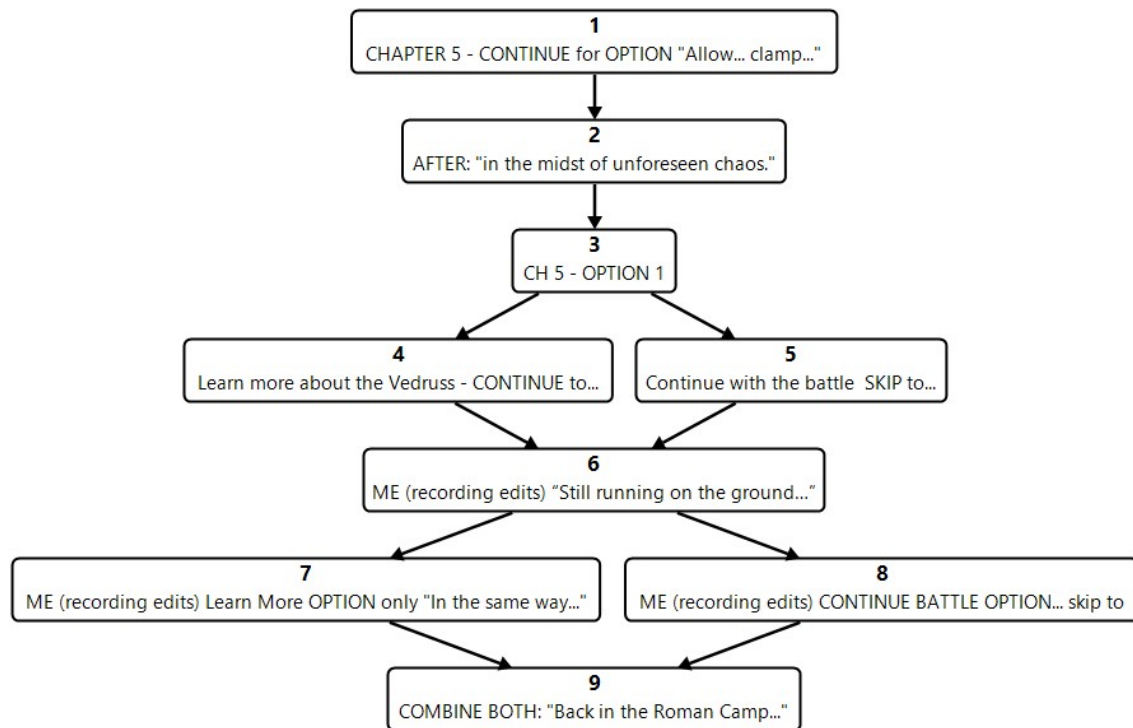 1
CHAPTER 5 - CONTINUE for OPTION "Allow... clamp..."
2
AFTER: "in the midst of unforeseen chaos."
3
CH 5 - OPTION 1
4
Learn more about the Vedruss - CONTINUE to...
5
Continue with the battle  SKIP to...
6
ME (recording edits) “Still running on the ground...”
7
ME (recording edits) Learn More OPTION only "In the same way..."
8
ME (recording edits) CONTINUE BATTLE OPTION... skip to
9
COMBINE BOTH: "Back in the Roman Camp..."